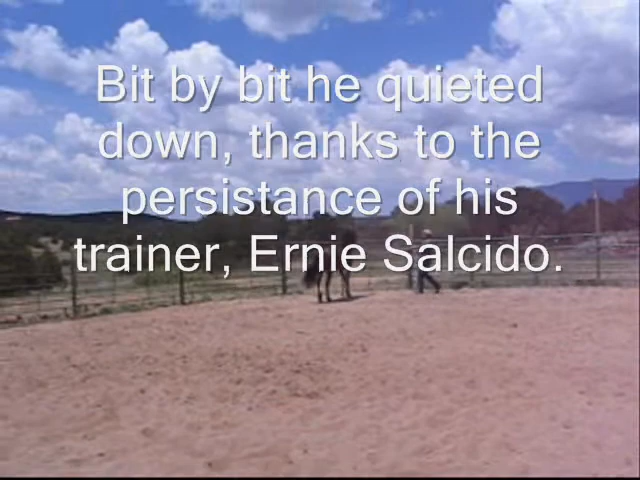 Bit by bit he quieted
down, thanks to the
persistance of his
trainer, Ernie Salcido.